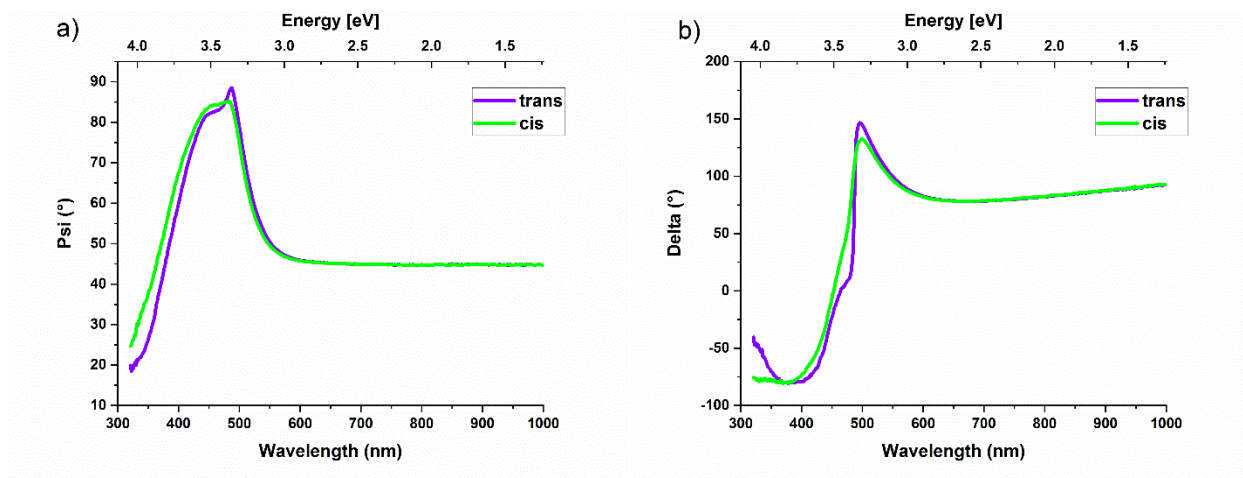 a)
Energy [eV]
4.0 3.5 3.0 2.5 2.0 1.5
90
80
70
60
50
40
30
20
10
Psi (°)
trans
cis
300 400 500 600 700 800 900 1000
Wavelength (nm)
b)
Energy [eV]
4.0 3.5 3.0 2.5 2.0 1.5
200
150
100
50
0
-50
-100
Delta (°)
trans
cis
300 400 500 600 700 800 900 1000
Wavelength (nm)